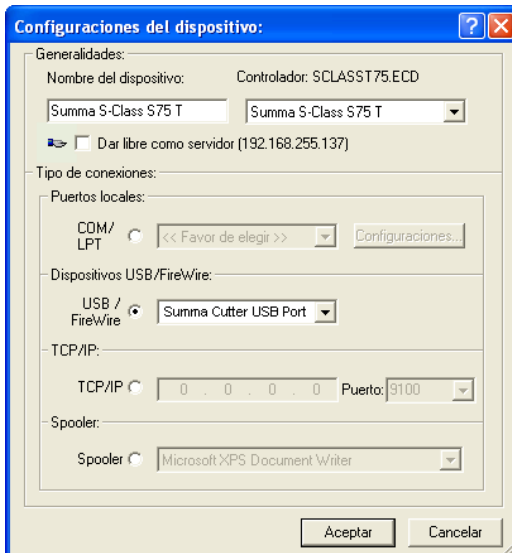 Configuraciones del dispositivo:
Generalidades:
Nombre del dispositivo: Controlador: SCLASST75.ECD
Summa S-Class S75 T Summa S-Class S75 T
Dar libre como servidor (192.168.255.137)
Tipo de conexiones:
Puertos locales:
COM/
LPT << Favor de elegir >> Configuraciones...
Dispositivos USB/FireWire:
USB /
FireWire Summa Cutter USB Port
TCP/IP:
TCP/IP 0 . 0 . 0 . 0 Puerto: 9100
Spooler:
Spooler Microsoft XPS Document Writer
Aceptar Cancelar